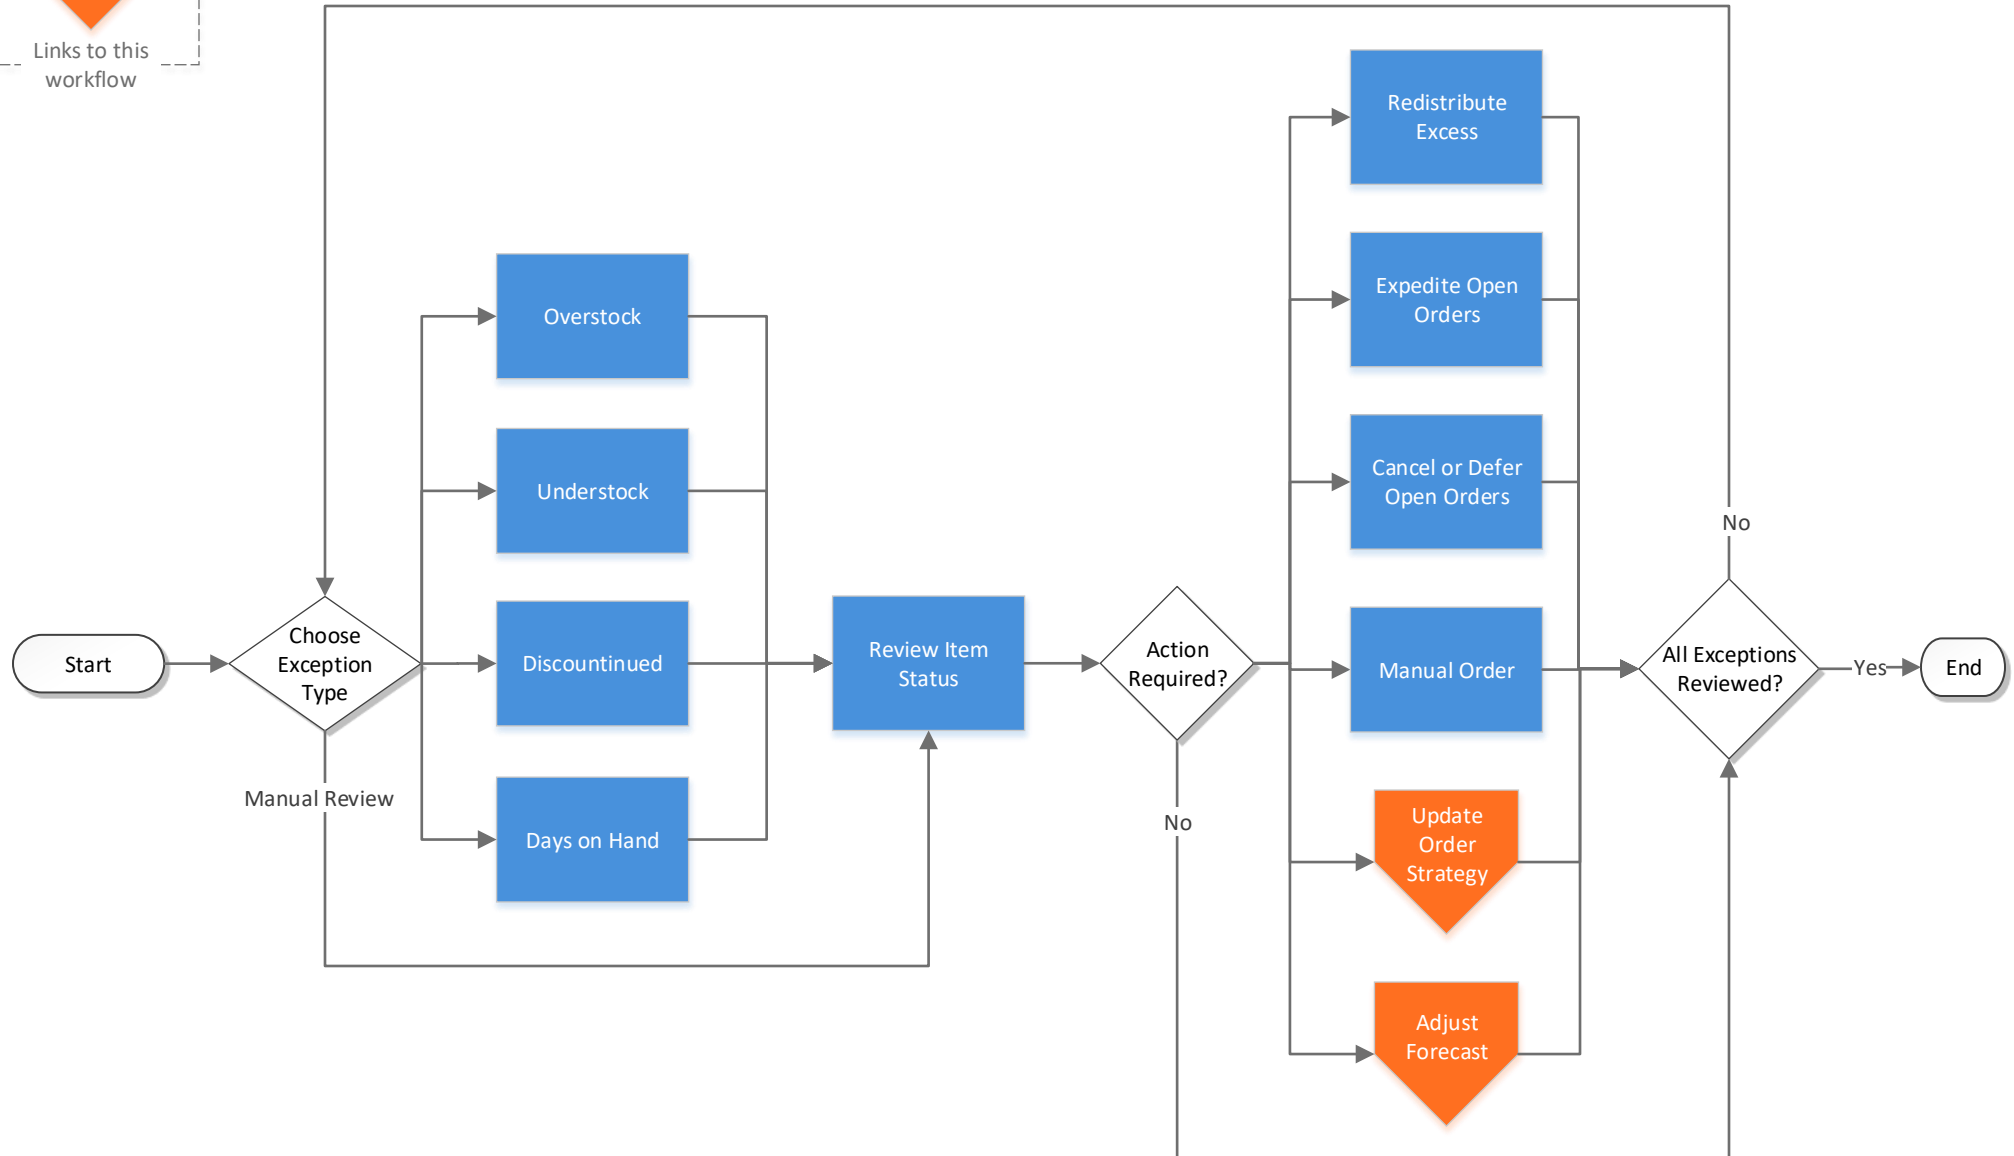 Links to this
workflow
Start
Choose
Exception
Type
Manual Review
Overstock
Understock
Discountinued
Days on Hand
Review Item
Status
Action
Required?
No
Redistribute
Excess
Expedite Open
Orders
Cancel or Defer
Open Orders
Manual Order
Update
Order
Strategy
Adjust
Forecast
No
All Exceptions
Reviewed?
Yes
End